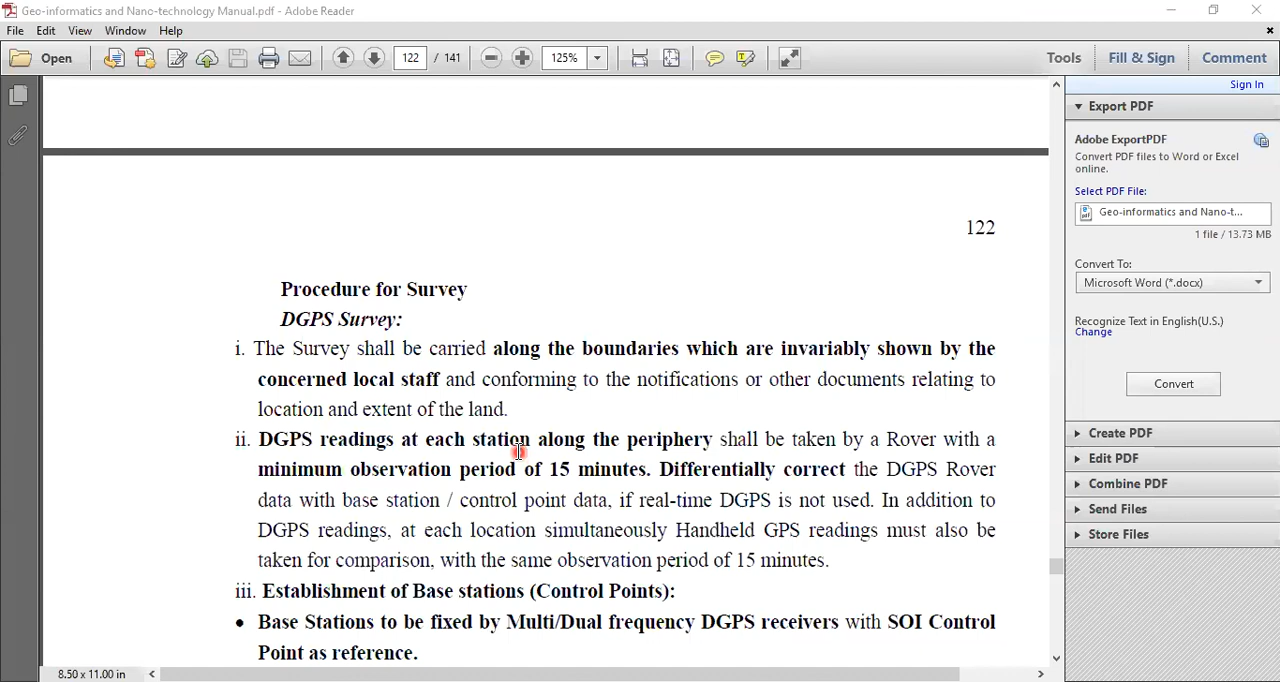 Geo-informatics and Nano-technology Manual.pdf - Adobe Reader
File Edit View Window Help
Open 122 / 141 125% Tools Fill & Sign Comment
Sign In
Export PDF
Adobe ExportPDF
Convert PDF files to Word or Excel
online.
Select PDF File:
Geo-informatics and Nano-t...
1 file / 13.73 MB
Convert To:
Microsoft Word (*.docx)
Recognize Text in English(U.S.)
Change
Convert
Create PDF
Edit PDF
Combine PDF
Send Files
Store Files
122
Procedure for Survey
DGPS Survey:
i. The Survey shall be carried along the boundaries which are invariably shown by the
concerned local staff and conforming to the notifications or other documents relating to
location and extent of the land.
ii. DGPS readings at each station along the periphery shall be taken by a Rover with a
minimum observation period of 15 minutes. Differentially correct the DGPS Rover
data with base station / control point data, if real-time DGPS is not used. In addition to
DGPS readings, at each location simultaneously Handheld GPS readings must also be
taken for comparison, with the same observation period of 15 minutes.
iii. Establishment of Base stations (Control Points):
• Base Stations to be fixed by Multi/Dual frequency DGPS receivers with SOI Control
Point as reference.
8.50 x 11.00 in